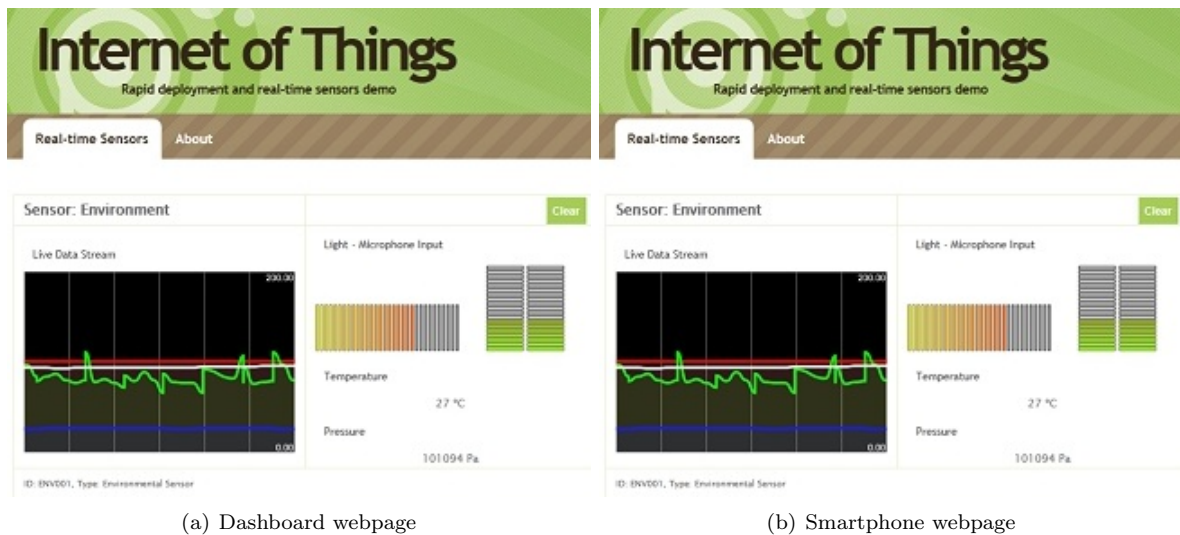 Internet of Things
Rapid deployment and real-time sensors demo
Real-time Sensors About
Sensor: Environment Clear
Live Data Stream
Light - Microphone Input
200.00
Temperature
27 °C
Pressure
0.00
101094 Pa
ID: ENV001, Type: Environmental Sensor
(a) Dashboard webpage
Internet of Things
Rapid deployment and real-time sensors demo
Real-time Sensors About
Sensor: Environment Clear
Live Data Stream
Light - Microphone Input
200.00
Temperature
27 °C
Pressure
0.00
101094 Pa
ID: ENV001, Type: Environmental Sensor
(b) Smartphone webpage